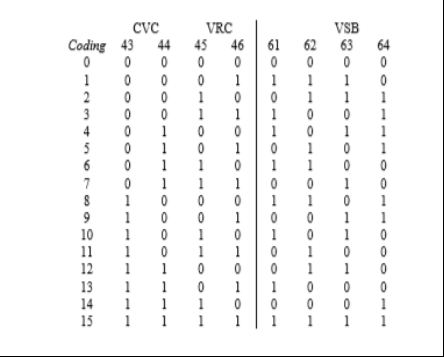 CVC VRC VSB
Coding 43 44 45 46 61 62 63 64
0 0 0 0 0 0 0 0 0
1 0 0 0 1 1 1 1 0
2 0 0 1 0 0 1 1 1
3 0 0 1 1 1 0 0 1
4 0 1 0 0 1 0 1 1
5 0 1 0 1 0 1 0 1
6 0 1 1 0 1 1 0 0
7 0 1 1 1 0 0 1 0
8 1 0 0 0 1 1 0 1
9 1 0 0 1 0 0 1 1
10 1 0 1 0 1 0 1 0
11 1 0 1 1 0 1 0 0
12 1 1 0 0 0 1 1 0
13 1 1 0 1 1 0 0 0
14 1 1 1 0 0 0 0 1
15 1 1 1 1 1 1 1 1